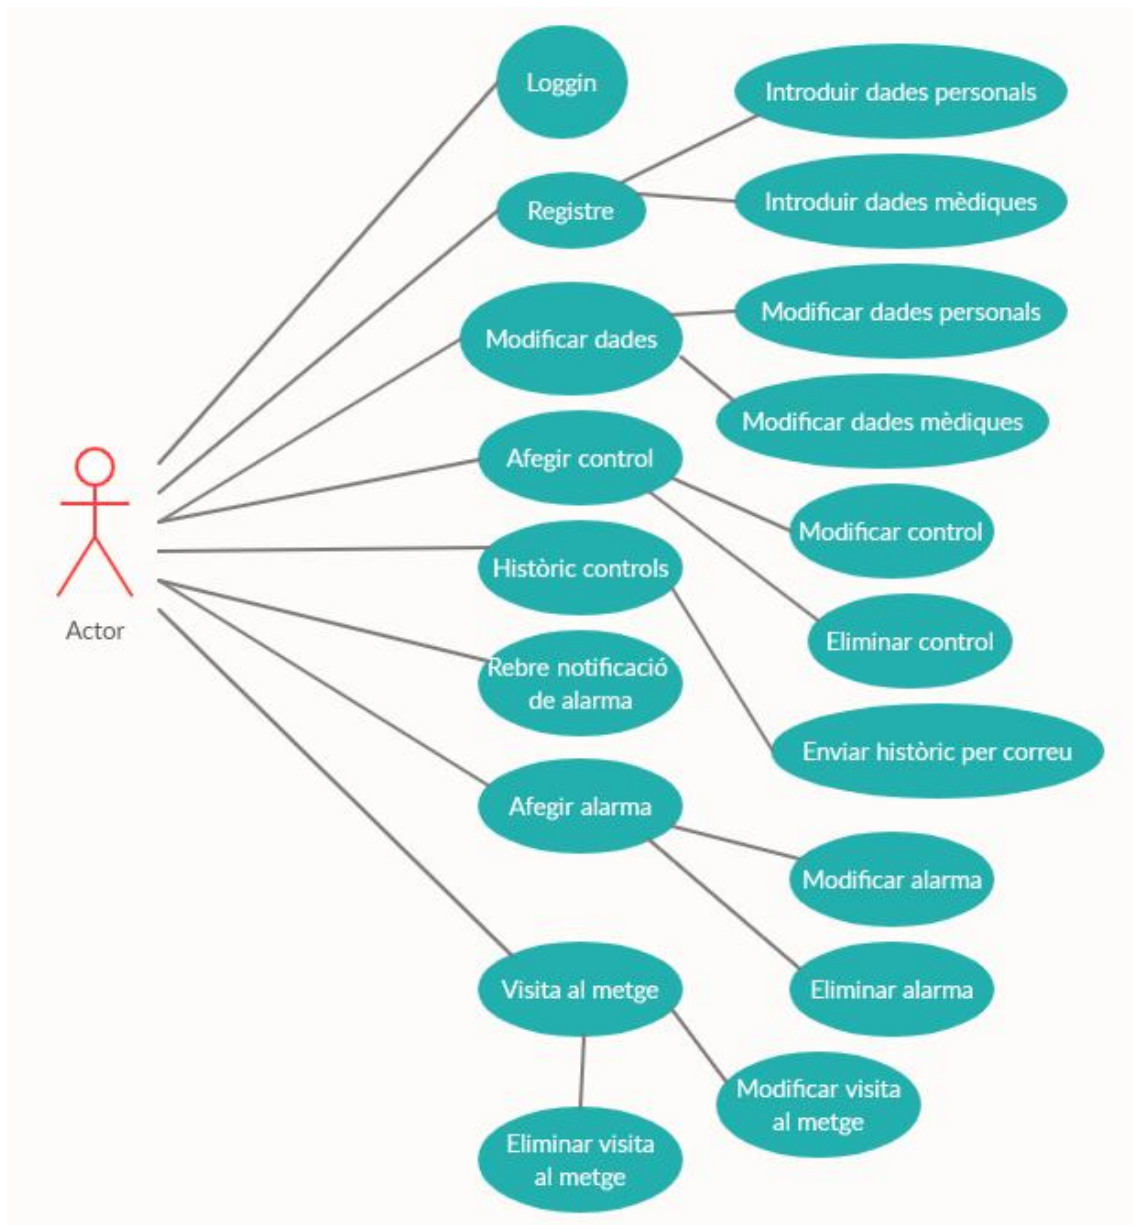 Loggin
Introduir dades personals
Introduir dades mèdiques
Registre
Modificar dades personals
Modificar dades
Modificar dades mèdiques
Afegir control
Modificar control
Històric controls
Eliminar control
Actor
Rebre notificació
de alarma
Enviar històric per correu
Afegir alarma
Modificar alarma
Visita al metge
Eliminar alarma
Modificar visita
al metge
Eliminar visita
al metge